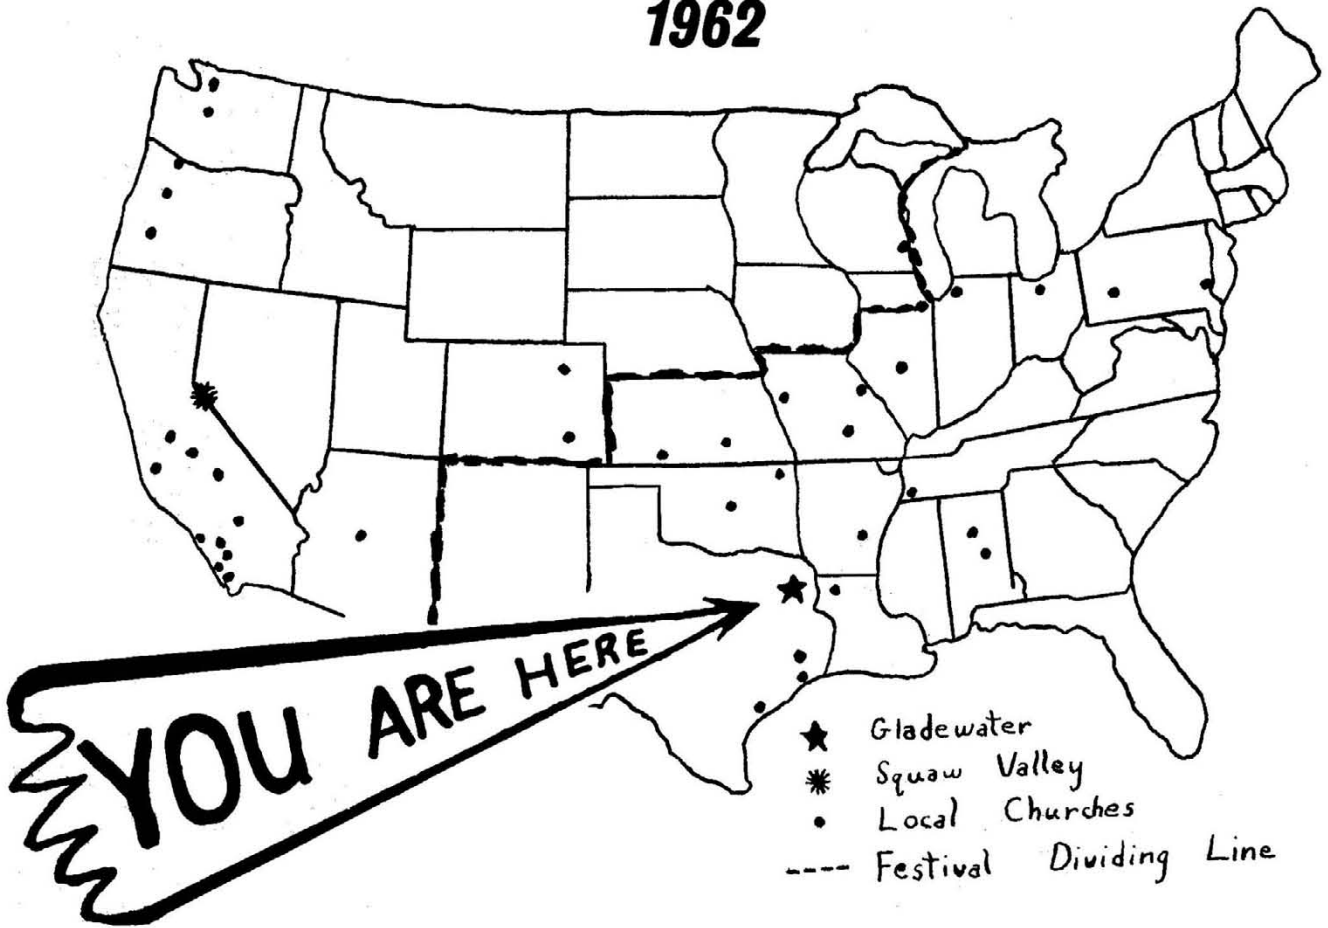 1962
YOU ARE HERE
Gladewater
Squaw Valley
Local Churches
Festival Dividing Line